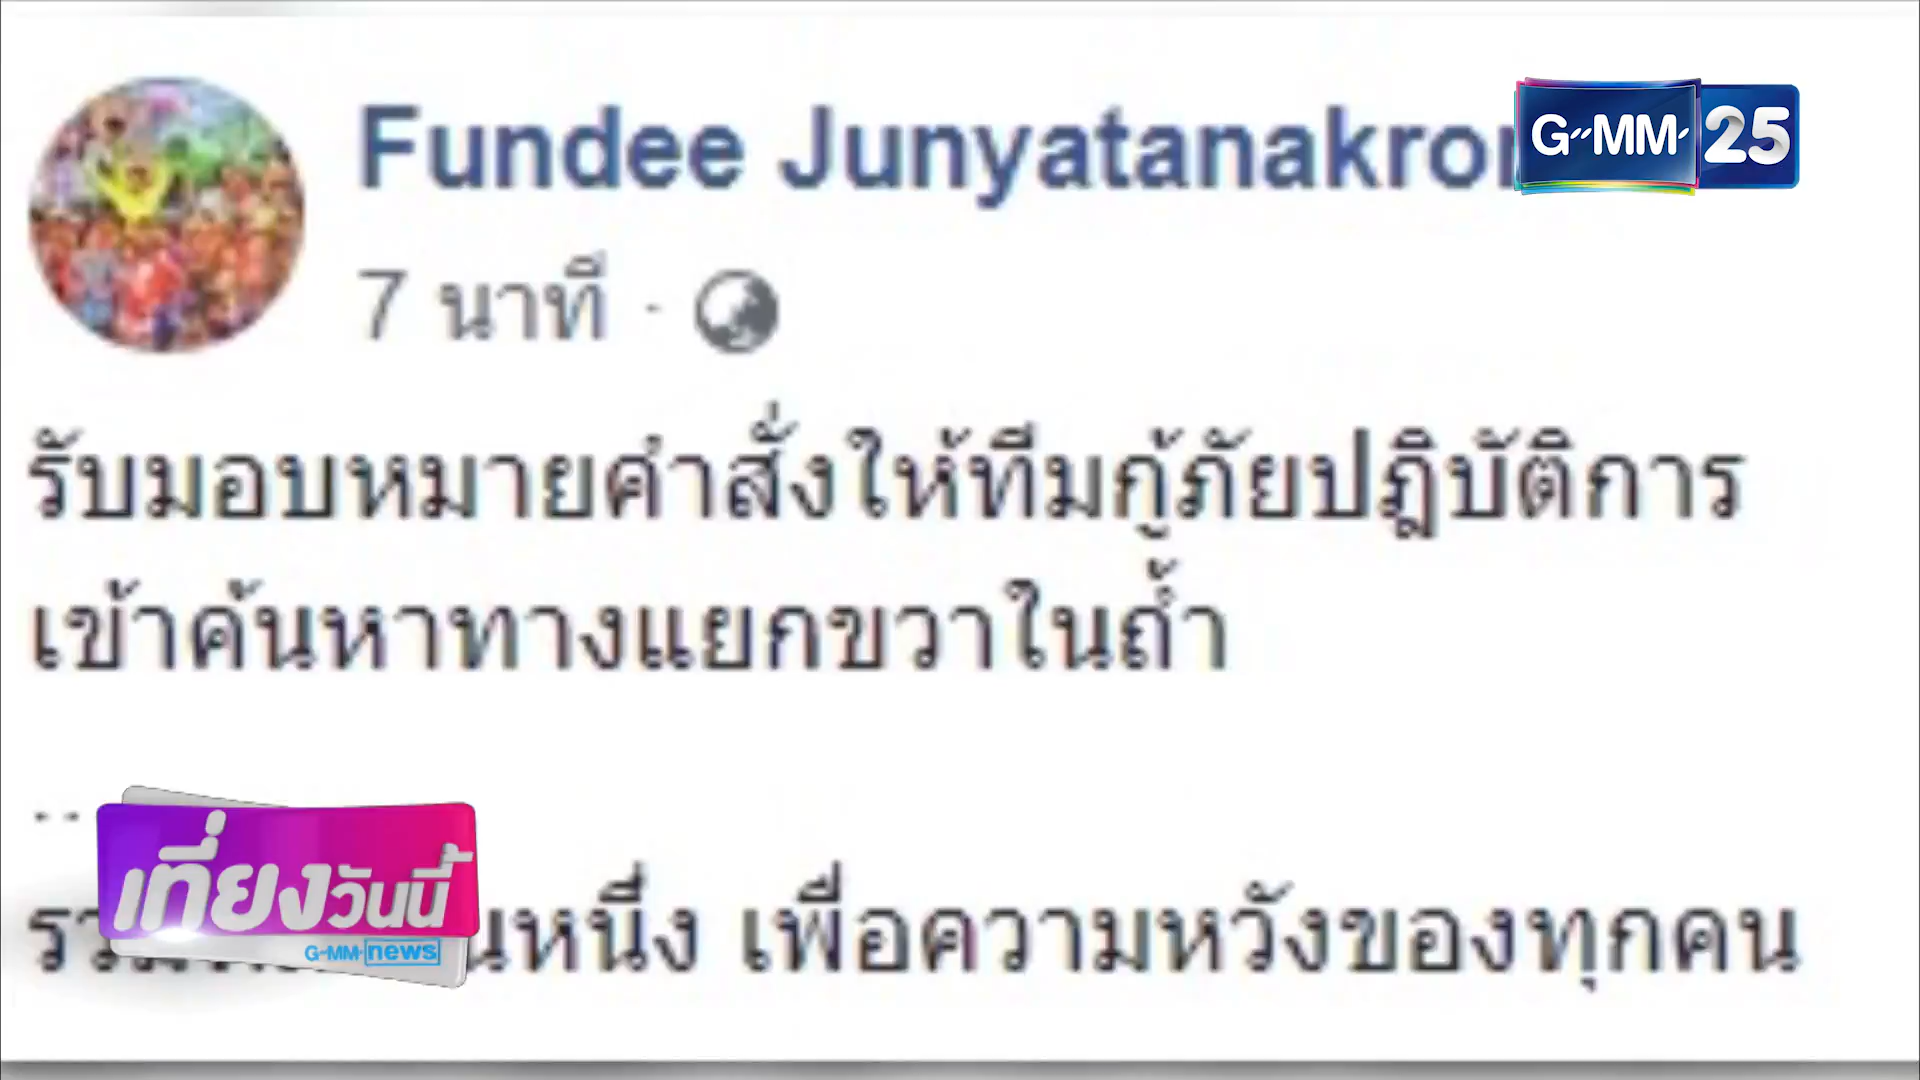 Fundee Junyatanakron
G-MM 25
7 นาที ·
รับมอบหมายคำสั่งให้ทีมกู้ภัยปฎิบัติการ
เข้าค้นหาทางแยกขวาในถ้ำ
..
เที่ยงวันนี้
G-MM news
นหนึ่ง เพื่อความหวังของทุกคน